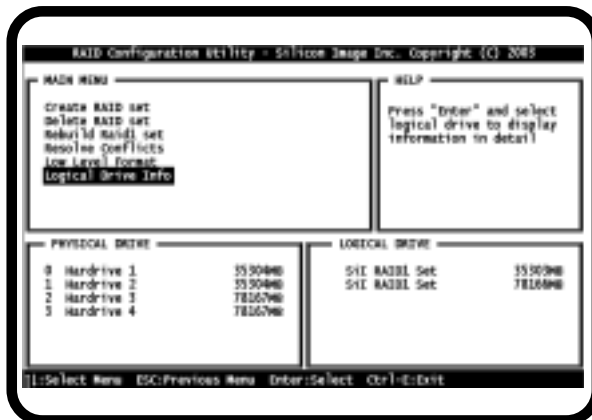 RAID Configuration Utility - Silicon Image Inc. Copyright (C) 2003
MAIN MENU
Create RAID set
Delete RAID set
Rebuild Raid1 set
Resolve Conflicts
Low Level Format
Logical Drive Info
HELP
Press "Enter" and select
logical drive to display
information in detail
PHYSICAL DRIVE
0 Hardrive 1 35304MB
1 Hardrive 2 35304MB
2 Hardrive 3 78167MB
3 Hardrive 4 78167MB
LOGICAL DRIVE
SiI RAID1 Set 35303MB
SiI RAID1 Set 78166MB
:Select Menu ESC:Previous Menu Enter:Select Ctrl-E:Exit